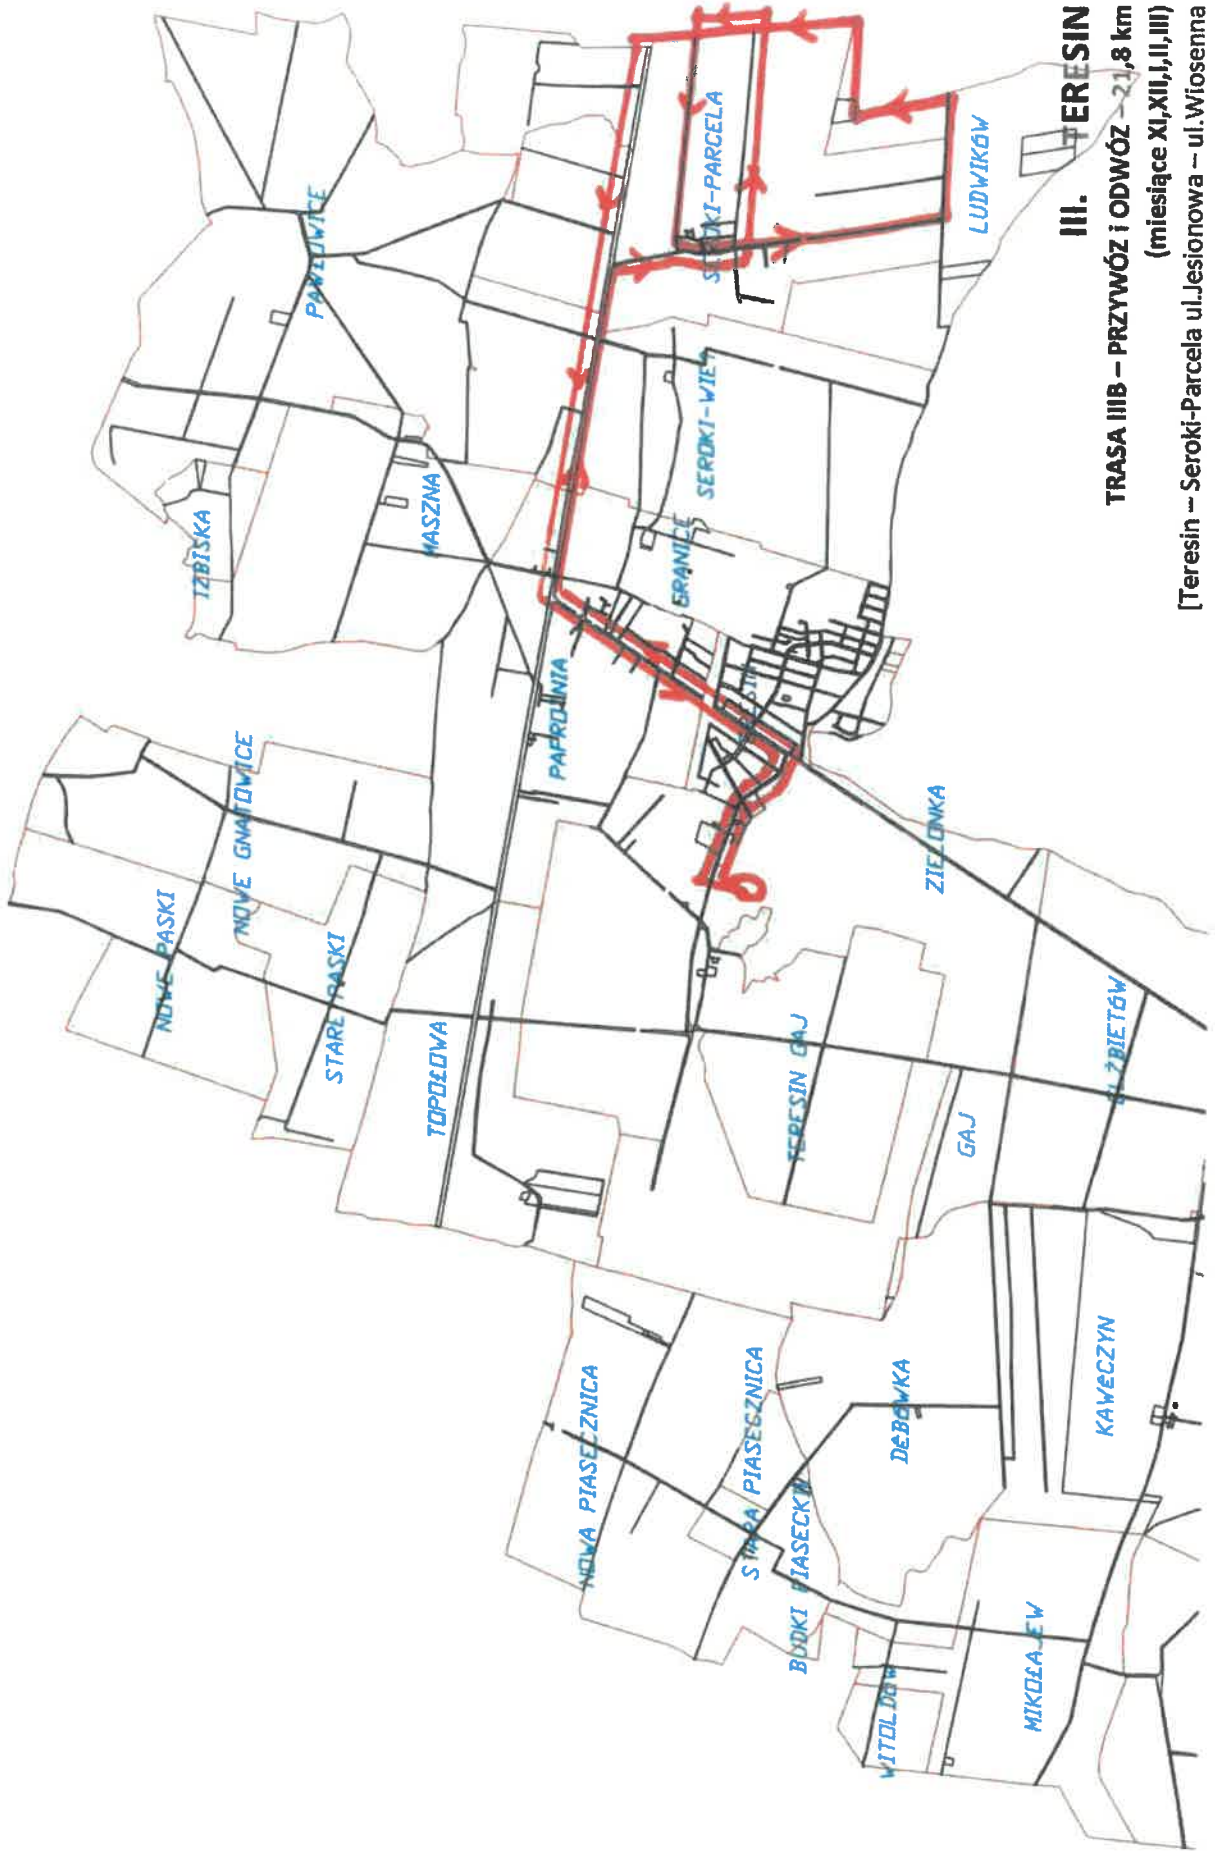 III. TERESIN
TRASA IIIB – PRZYWÓZ i ODWÓZ – 21,8 km
(miesiące XI,XII,I,II,III)
[Teresin – Seroki-Parcela ul.Jesionowa – ul.Wiosenna
PAWŁOWICE
IZBISKA
MASZNA
SEROKI-PARCELA
LUDWIKÓW
SEROKI-WIEŚ
GRANICE
PAPROTNIA
TERESIN
NOWE GNATOWICE
NOWE PASKI
STARE PASKI
TOPOŁOWA
ZIELONKA
TERESIN GAJ
GAJ
ELŻBIETÓW
NOWA PIASECZNICA
STARA PIASECZNICA
BUDKI PIASECKIE
DĘBÓWKA
KAWĘCZYN
WITOLDÓW
MIKOŁAJEW